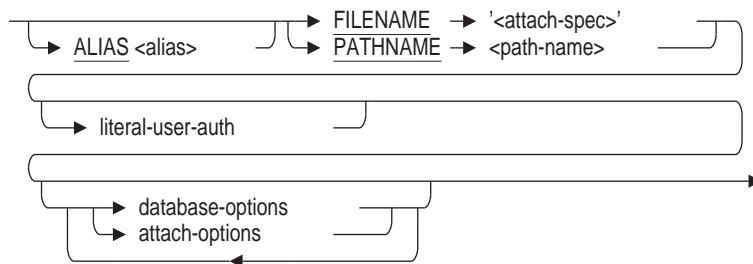 FILENAME '<attach-spec>'
ALIAS <alias> PATHNAME <path-name>
literal-user-auth
database-options
attach-options